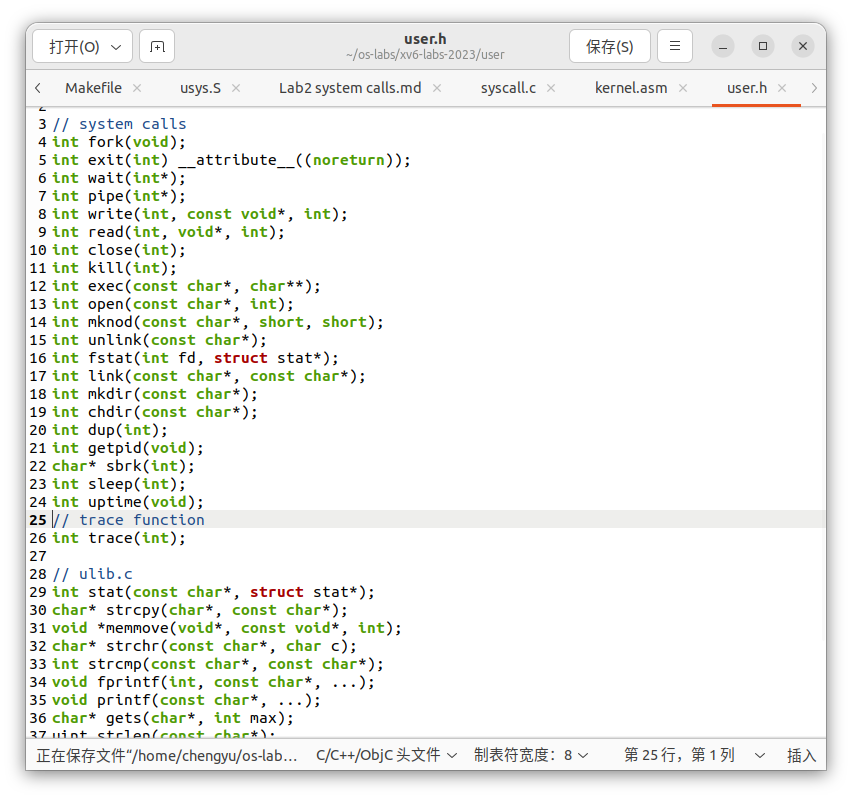 打开(O)
user.h
~/os-labs/xv6-labs-2023/user
保存(S)
Makefile
usys.S
Lab2 system calls.md
syscall.c
kernel.asm
user.h
2
3 // system calls
4 int fork(void);
5 int exit(int) __attribute__((noreturn));
6 int wait(int*);
7 int pipe(int*);
8 int write(int, const void*, int);
9 int read(int, void*, int);
10 int close(int);
11 int kill(int);
12 int exec(const char*, char**);
13 int open(const char*, int);
14 int mknod(const char*, short, short);
15 int unlink(const char*);
16 int fstat(int fd, struct stat*);
17 int link(const char*, const char*);
18 int mkdir(const char*);
19 int chdir(const char*);
20 int dup(int);
21 int getpid(void);
22 char* sbrk(int);
23 int sleep(int);
24 int uptime(void);
25 // trace function
26 int trace(int);
27
28 // ulib.c
29 int stat(const char*, struct stat*);
30 char* strcpy(char*, const char*);
31 void *memmove(void*, const void*, int);
32 char* strchr(const char*, char c);
33 int strcmp(const char*, const char*);
34 void fprintf(int, const char*, ...);
35 void printf(const char*, ...);
36 char* gets(char*, int max);
37 uint strlen(const char*);
正在保存文件“/home/chengyu/os-lab… C/C++/ObjC 头文件 制表符宽度：8 第 25 行，第 1 列 插入